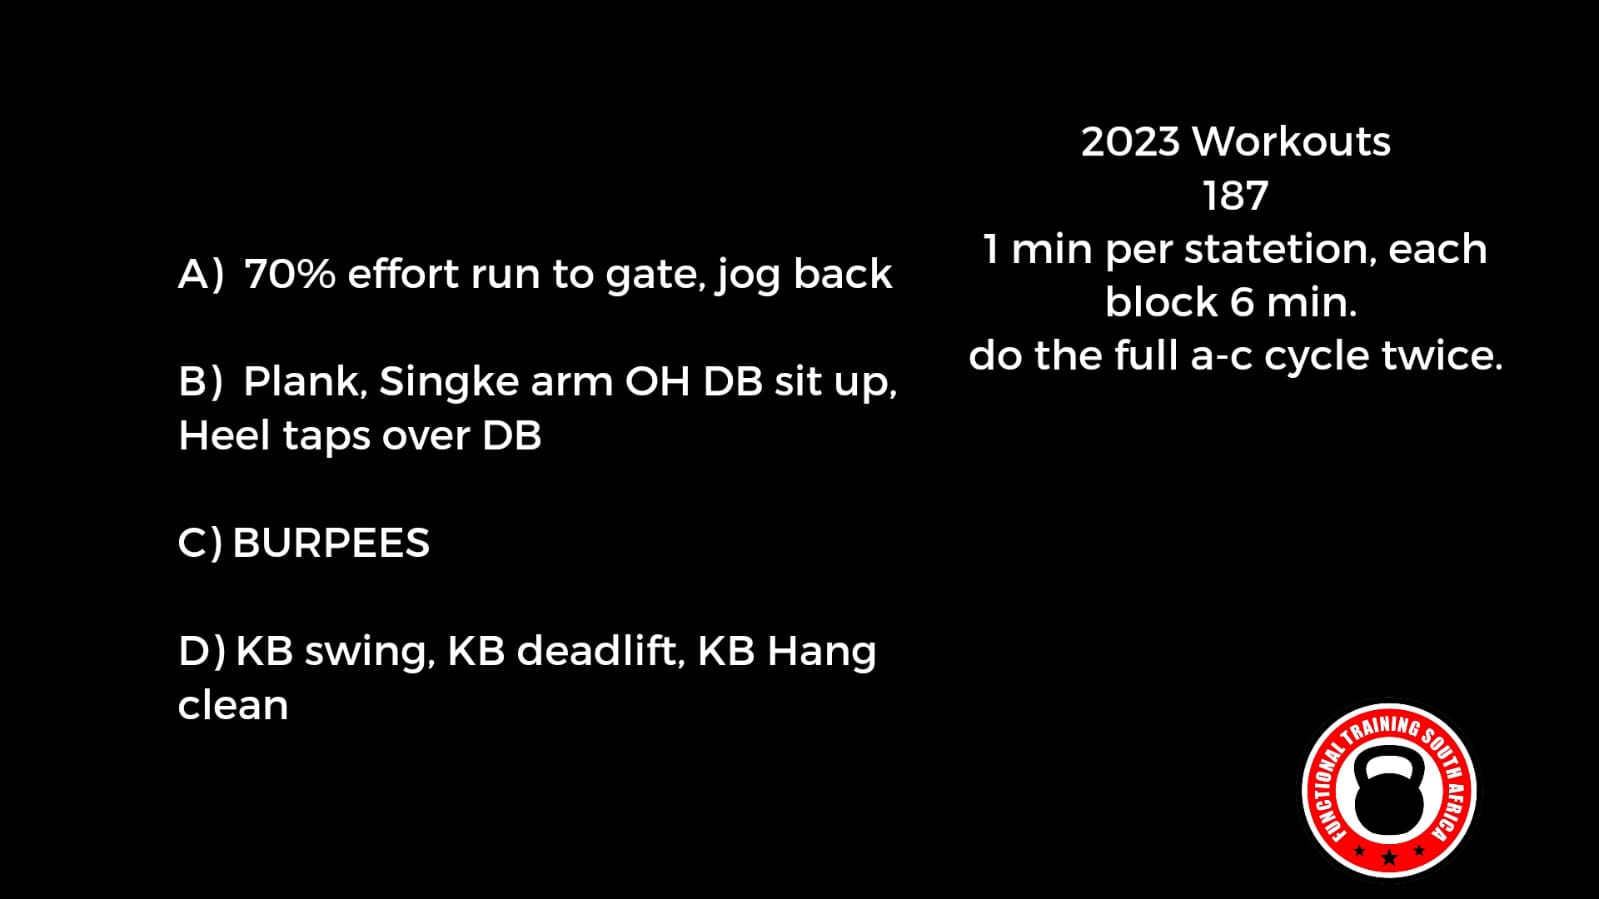 2023 Workouts
187
1 min per statetion, each
block 6 min.
do the full a-c cycle twice.
A) 70% effort run to gate, jog back
B) Plank, Singke arm OH DB sit up,
Heel taps over DB
C) BURPEES
D) KB swing, KB deadlift, KB Hang
clean
FUNCTIONAL TRAINING SOUTH AFRICA